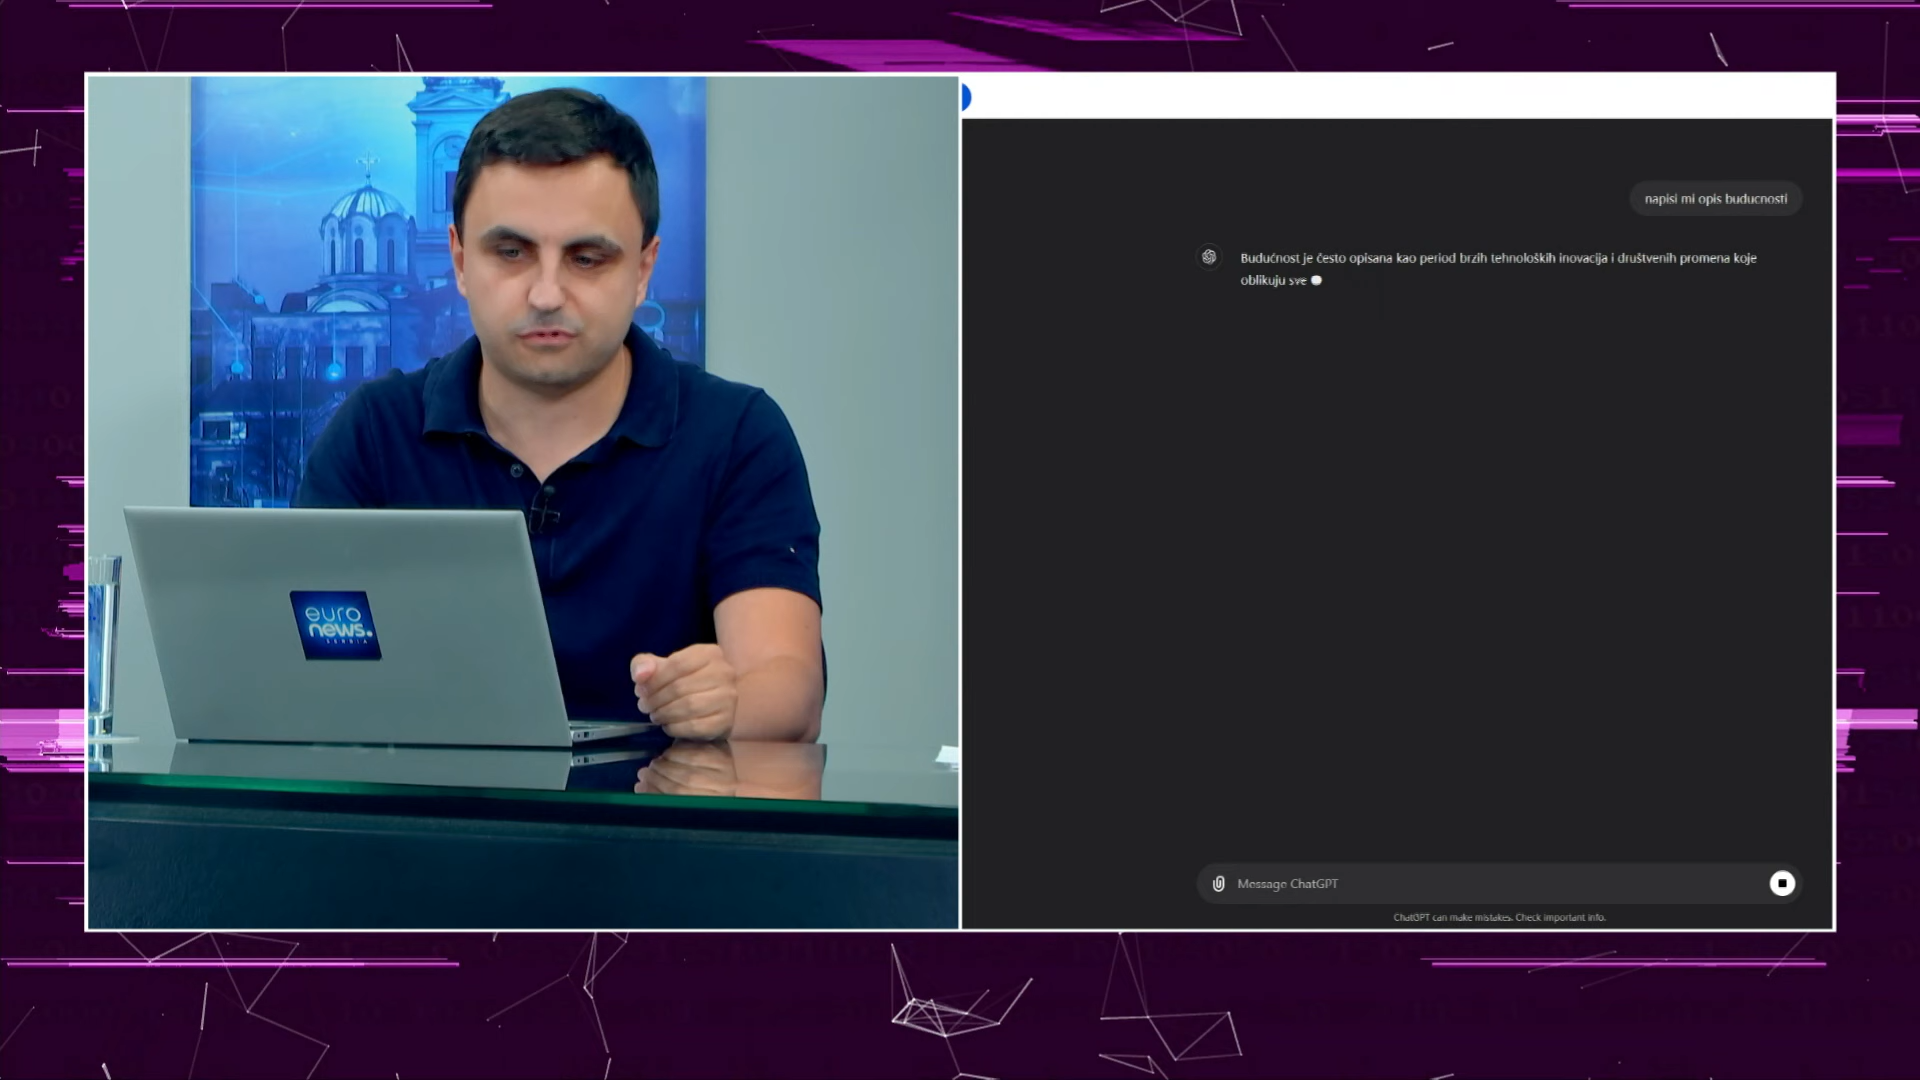 euro
news.
SERBIA
napisi mi opis buducnosti
Budućnost je često opisana kao period brzih tehnoloških inovacija i društvenih promena koje
oblikuju sve
Message ChatGPT
ChatGPT can make mistakes. Check important info.